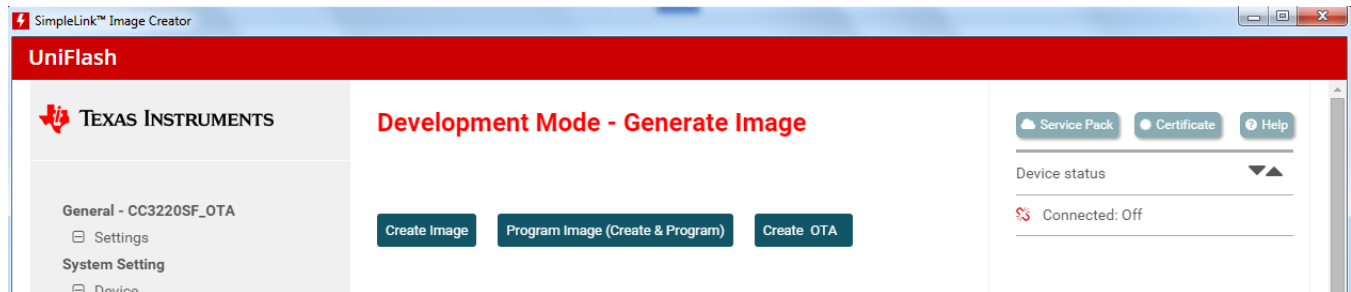 SimpleLink™ Image Creator
UniFlash
TEXAS INSTRUMENTS
General - CC3220SF_OTA
Settings
System Setting
Device
Development Mode - Generate Image
Create Image
Program Image (Create & Program)
Create OTA
Service Pack
Certificate
Help
Device status
Connected: Off